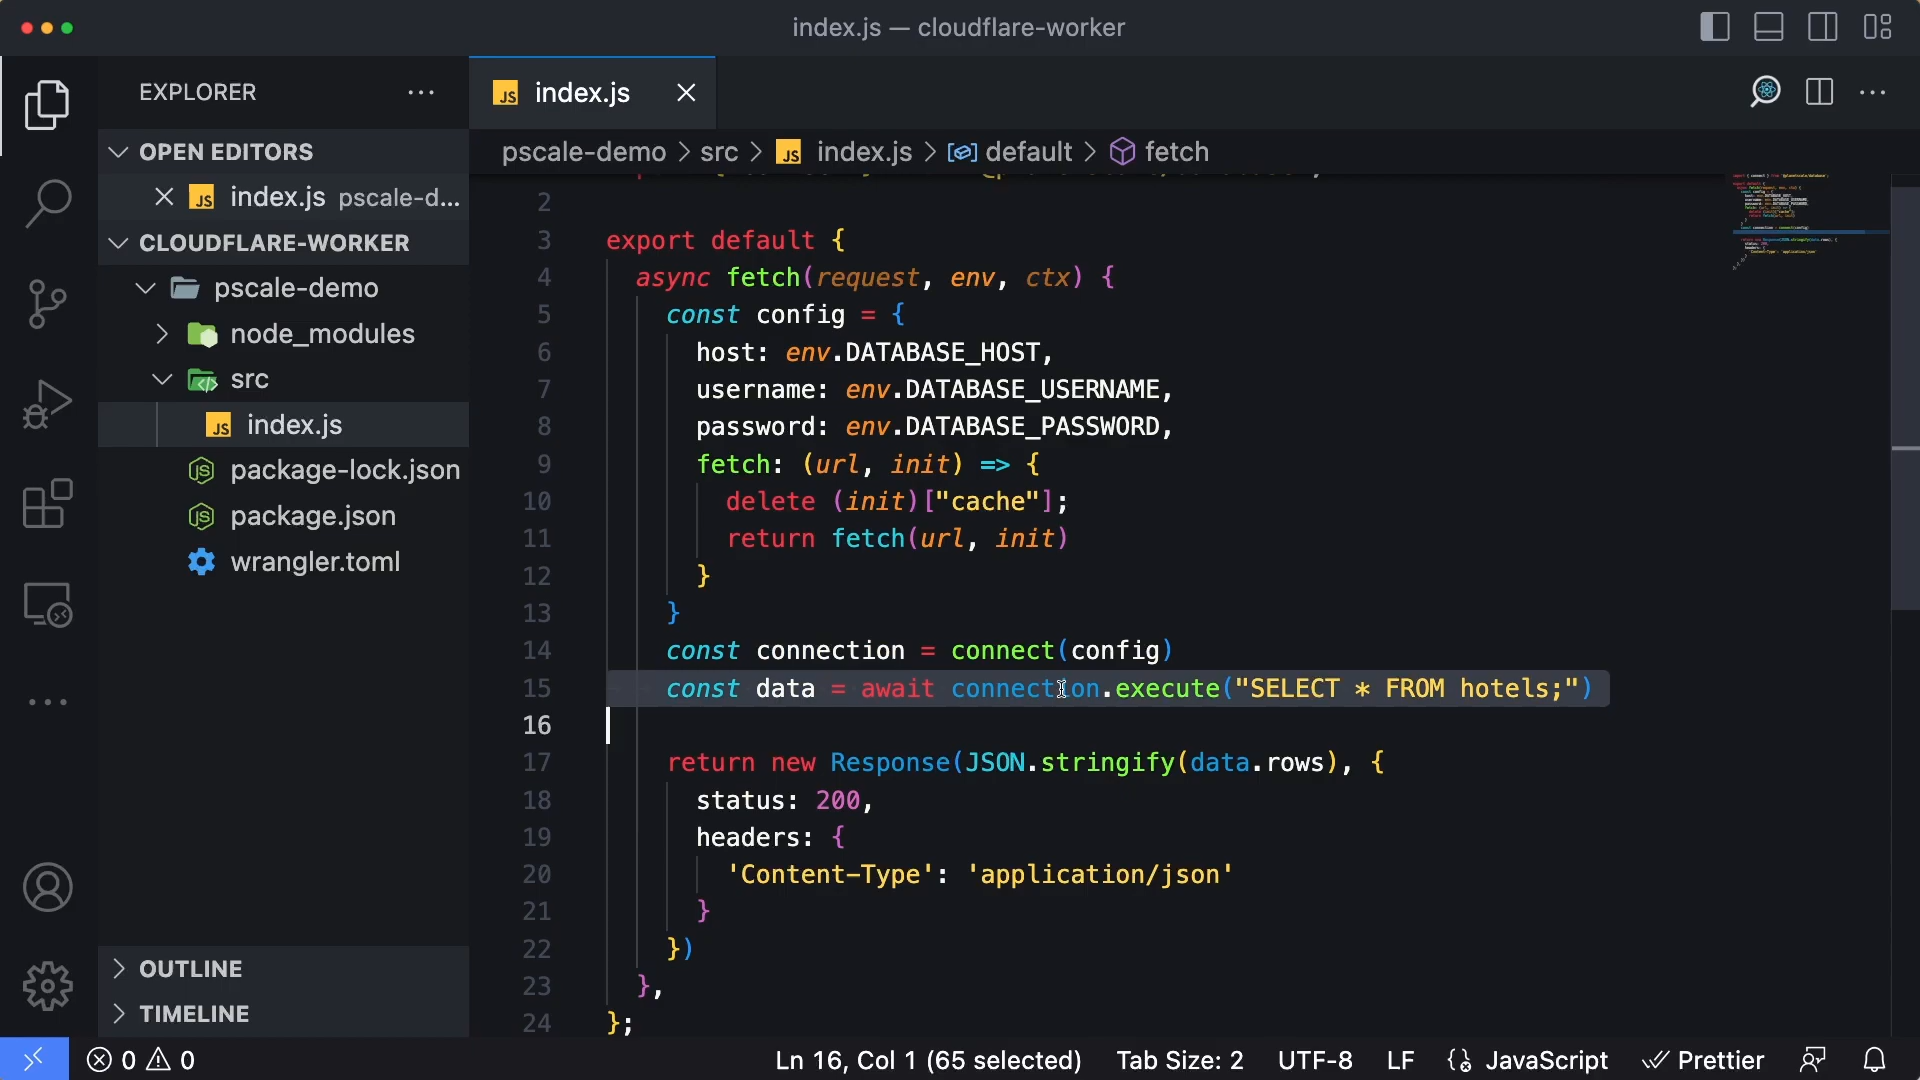 index.js — cloudflare-worker
EXPLORER
JS index.js
OPEN EDITORS
JS index.js pscale-d...
CLOUDFLARE-WORKER
pscale-demo
node_modules
src
JS index.js
package-lock.json
package.json
wrangler.toml
OUTLINE
TIMELINE
pscale-demo > src > JS index.js > default > fetch
2
3 export default {
4 async fetch(request, env, ctx) {
5 const config = {
6 host: env.DATABASE_HOST,
7 username: env.DATABASE_USERNAME,
8 password: env.DATABASE_PASSWORD,
9 fetch: (url, init) => {
10 delete (init)["cache"];
11 return fetch(url, init)
12 }
13 }
14 const connection = connect(config)
15 const data = await connection.execute("SELECT * FROM hotels;")
16
17 return new Response(JSON.stringify(data.rows), {
18 status: 200,
19 headers: {
20 'Content-Type': 'application/json'
21 }
22 })
23 },
24 };
0 0 Ln 16, Col 1 (65 selected) Tab Size: 2 UTF-8 LF JavaScript Prettier